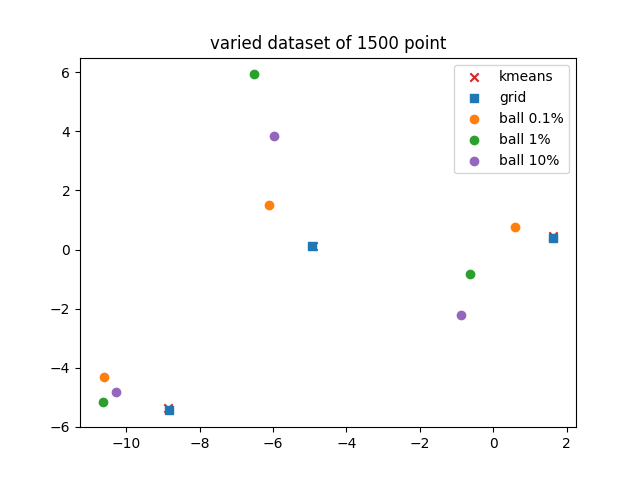 varied dataset of 1500 point
kmeans
grid
ball 0.1%
ball 1%
ball 10%
6
4
2
0
−2
−4
−6
−10 −8 −6 −4 −2 0 2